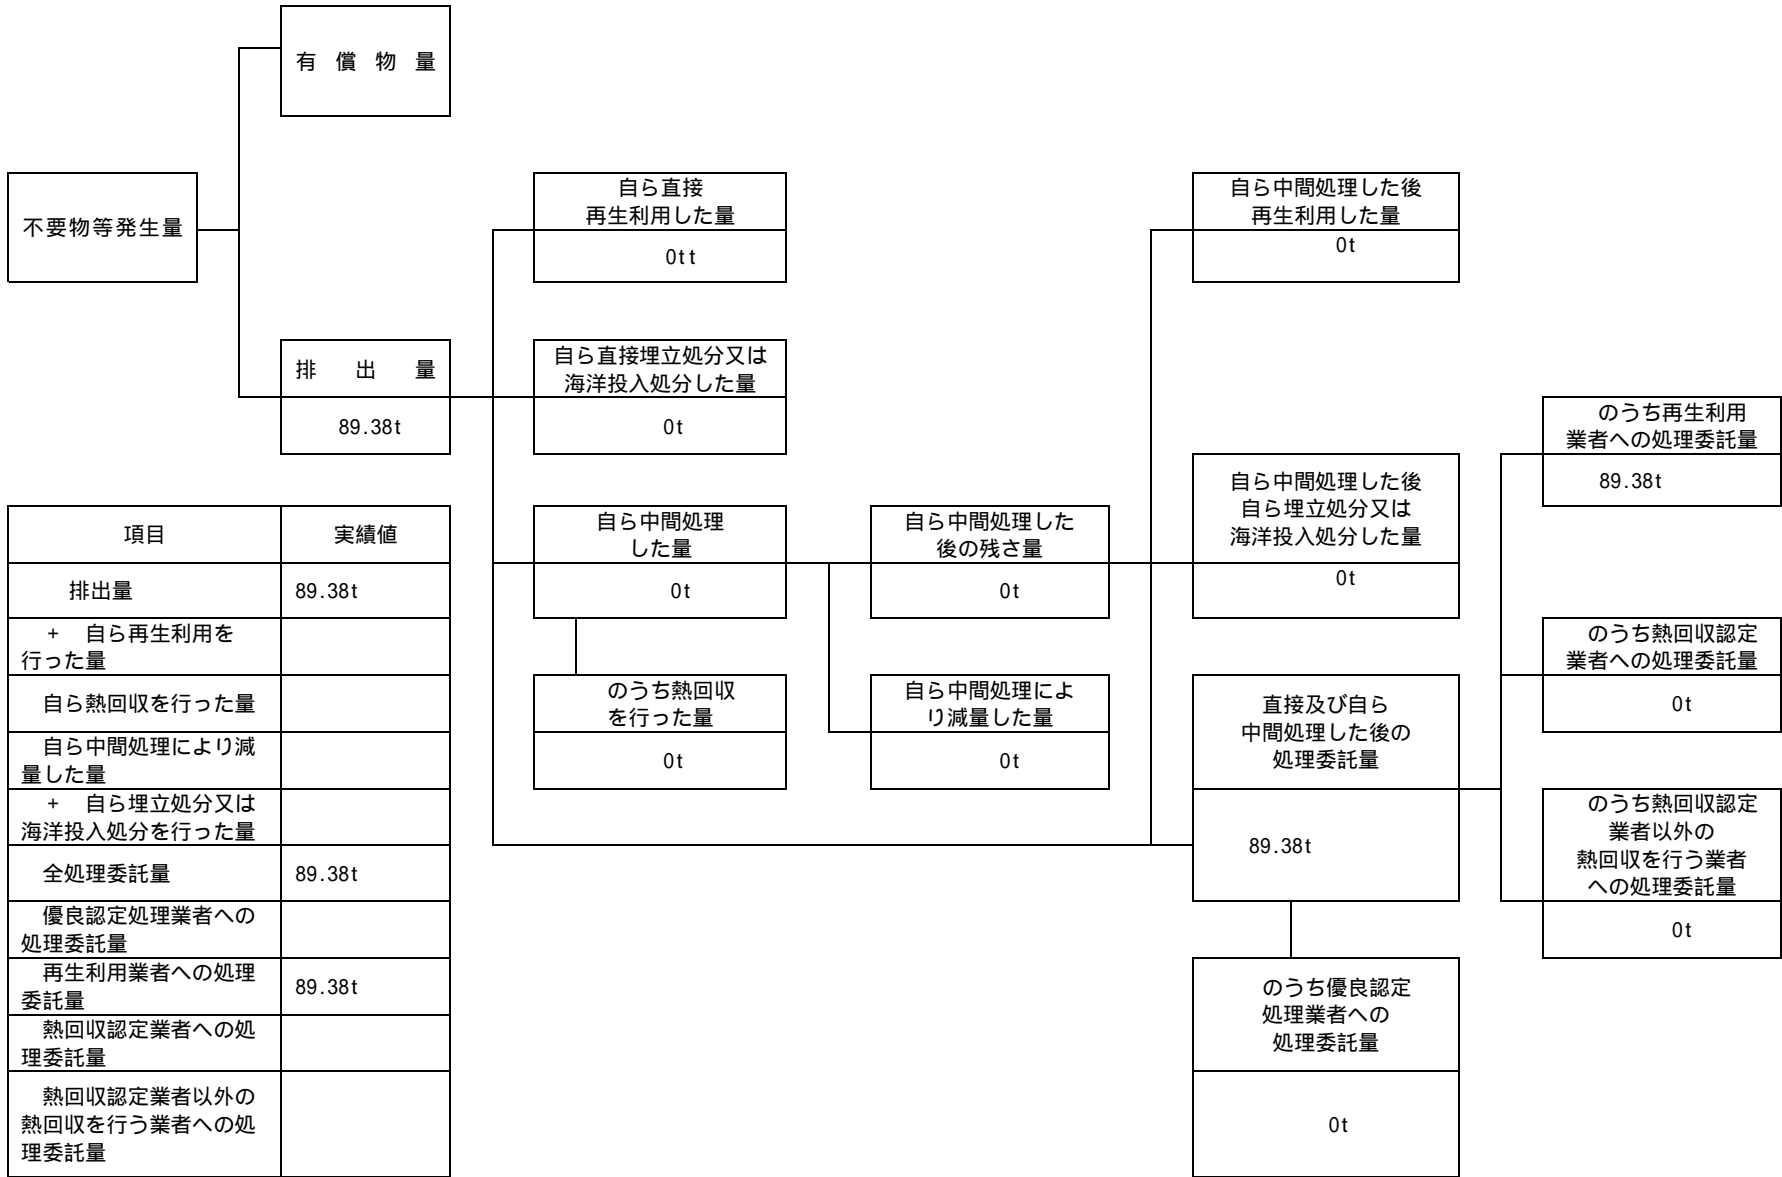 有 償 物 量
不要物等発生量
自ら直接
再生利用した量
0tt
自ら中間処理した後
再生利用した量
0t
排 出 量
89.38t
自ら直接埋立処分又は
海洋投入処分した量
0t
のうち再生利用
業者への処理委託量
89.38t
自ら中間処理
した量
0t
自ら中間処理した
後の残さ量
0t
自ら中間処理した後
自ら埋立処分又は
海洋投入処分した量
0t
のうち熱回収認定
業者への処理委託量
0t
のうち熱回収
を行った量
0t
自ら中間処理によ
り減量した量
0t
直接及び自ら
中間処理した後の
処理委託量
89.38t
のうち熱回収認定
業者以外の
熱回収を行う業者
への処理委託量
0t
のうち優良認定
処理業者への
処理委託量
0t
項目 実績値
排出量 89.38t
+ 自ら再生利用を
行った量
自ら熱回収を行った量
自ら中間処理により減
量した量
+ 自ら埋立処分又は
海洋投入処分を行った量
全処理委託量 89.38t
優良認定処理業者への
処理委託量
再生利用業者への処理
委託量 89.38t
熱回収認定業者への処
理委託量
熱回収認定業者以外の
熱回収を行う業者への処
理委託量